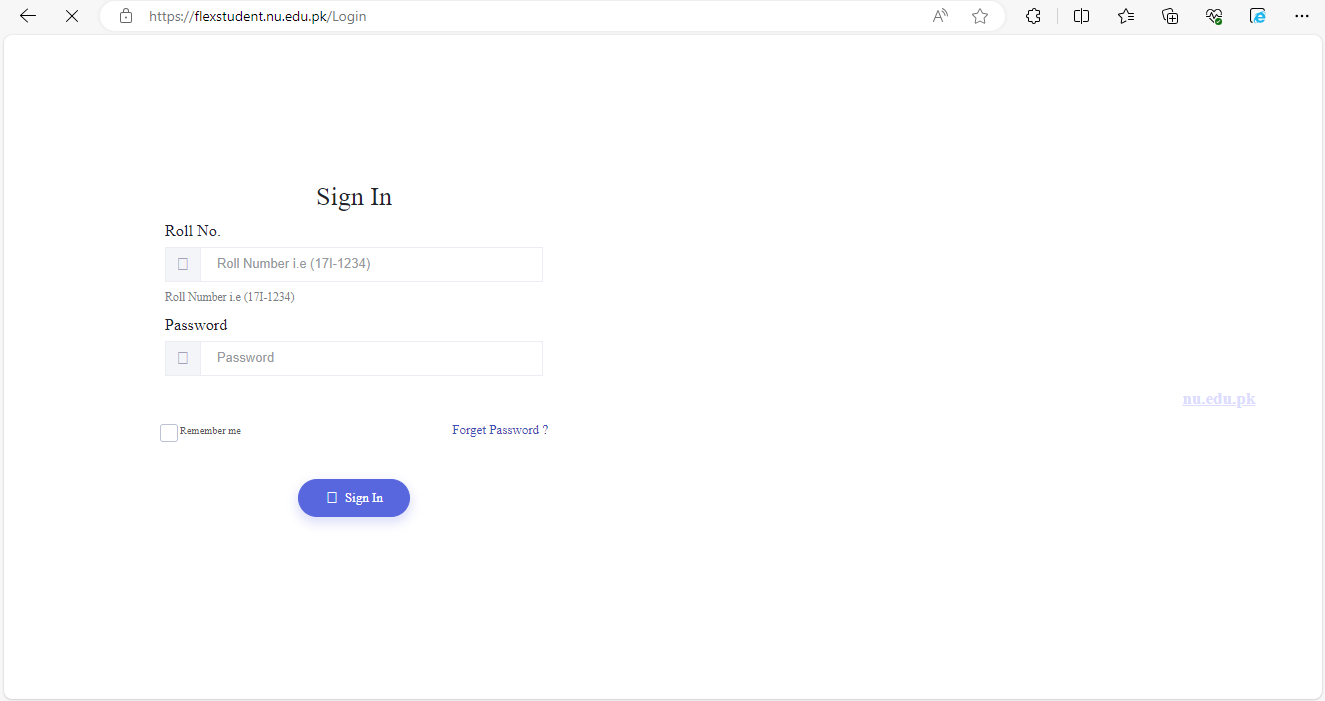 https://flexstudent.nu.edu.pk/Login
Sign In
Roll No.
Roll Number i.e (17I-1234)
Roll Number i.e (17I-1234)
Password
Password
nu.edu.pk
Remember me
Forget Password ?
Sign In